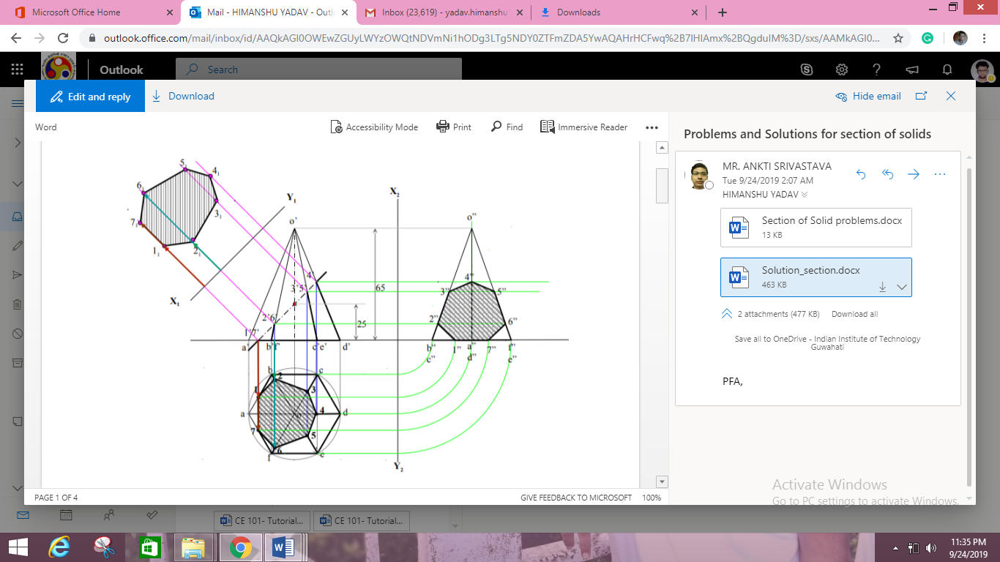 Microsoft Office Home
Mail - HIMANSHU YADAV - Outl
Inbox (23,619) - yadav.himanshu
Downloads
outlook.office.com/mail/inbox/id/
Outlook
Search
Edit and reply
Download
Hide email
Word
Accessibility Mode
Print
Find
Immersive Reader
Problems and Solutions for section of solids
MR. ANKTI SRIVASTAVA
Tue 9/24/2019 2:07 AM
HIMANSHU YADAV
Section of Solid problems.docx
13 KB
Solution_section.docx
463 KB
2 attachments (477 KB) Download all
Save all to OneDrive - Indian Institute of Technology
Guwahati
PFA,
5₁
4₁
6₁
3₁
7₁
1₁
2₁
Y₁
X₁
X₂
o'
o"
4'
3'5'
65
2'6'
25
1'7'
a'
b'f'
c'e'
d'
4"
3"
5"
2"
6"
b"
c"
1"
a"
d"
7"
f"
e"
b
2
c
1
3
a
4
d
7
5
6
f
e
Y₂
PAGE 1 OF 4
GIVE FEEDBACK TO MICROSOFT
100%
Activate Windows
Go to PC settings to activate Windows.
CE 101- Tutorial...
CE 101- Tutorial...
11:35 PM
9/24/2019